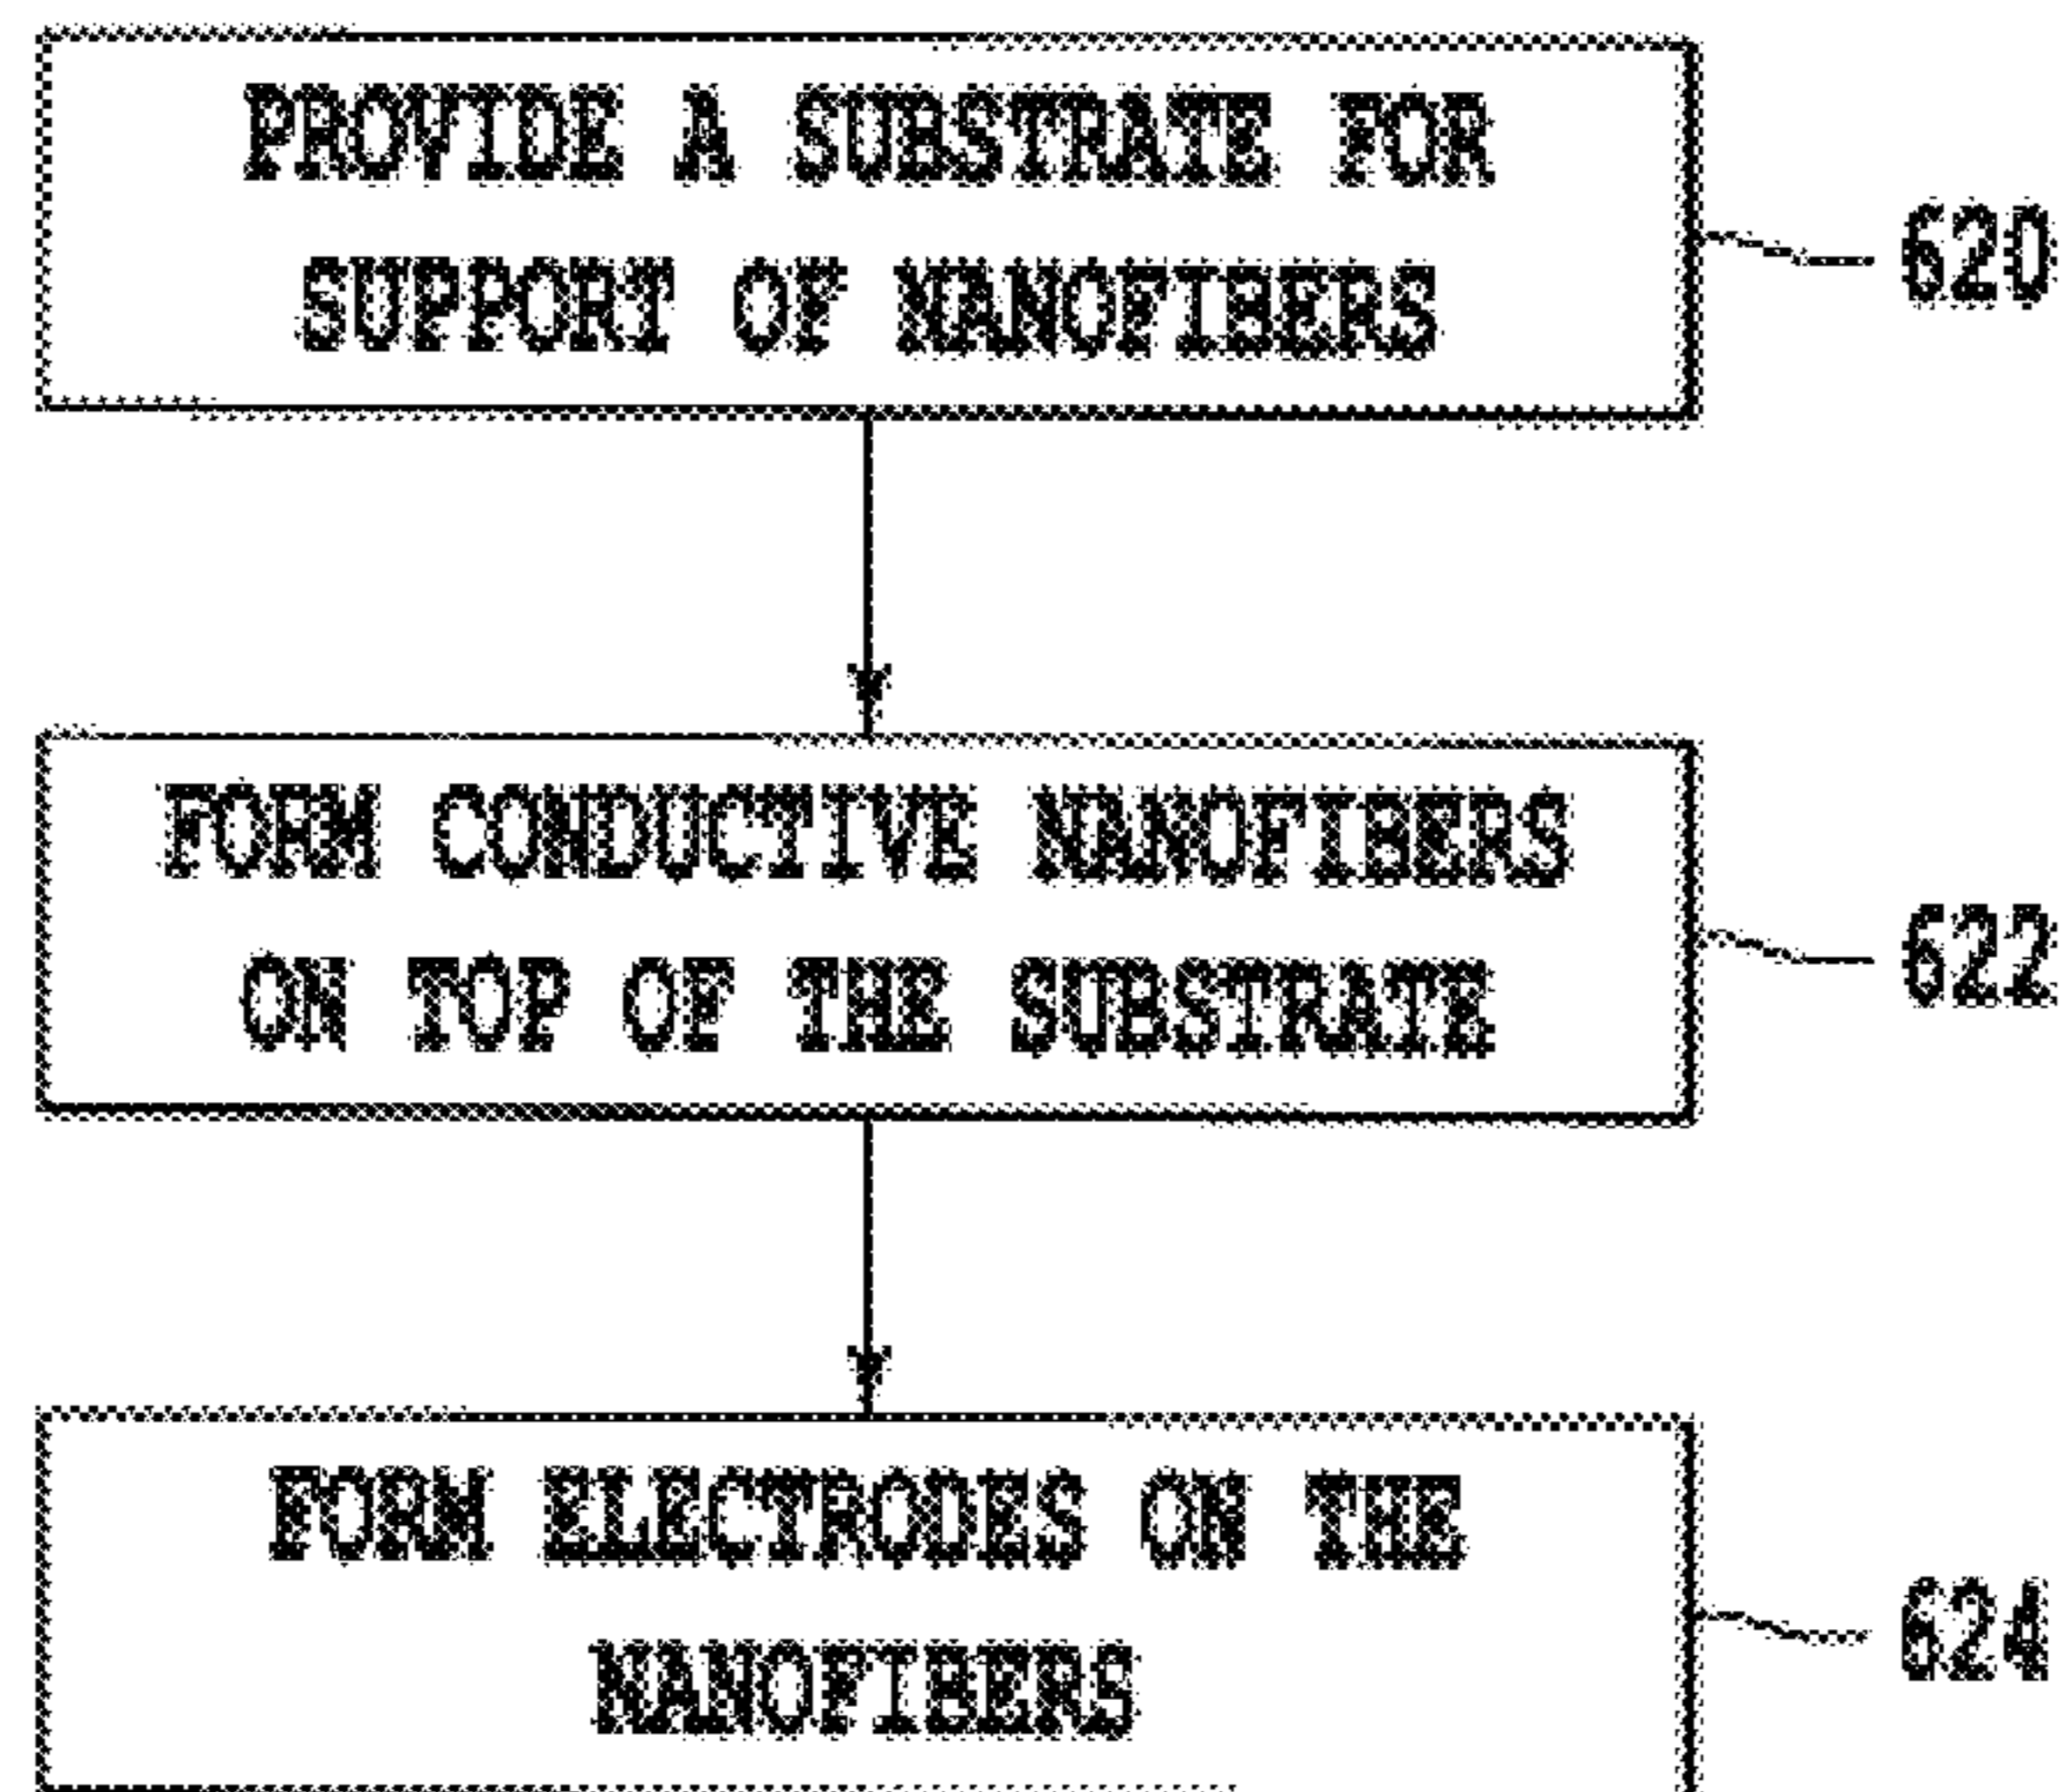 PROVIDE A SUBSTRATE FOR
SUPPORT OF NANOFIBERS
620
FORM CONDUCTIVE NANOFIBERS
ON TOP OF THE SUBSTRATE
622
FORM ELECTRODES ON THE
NANOFIBERS
624